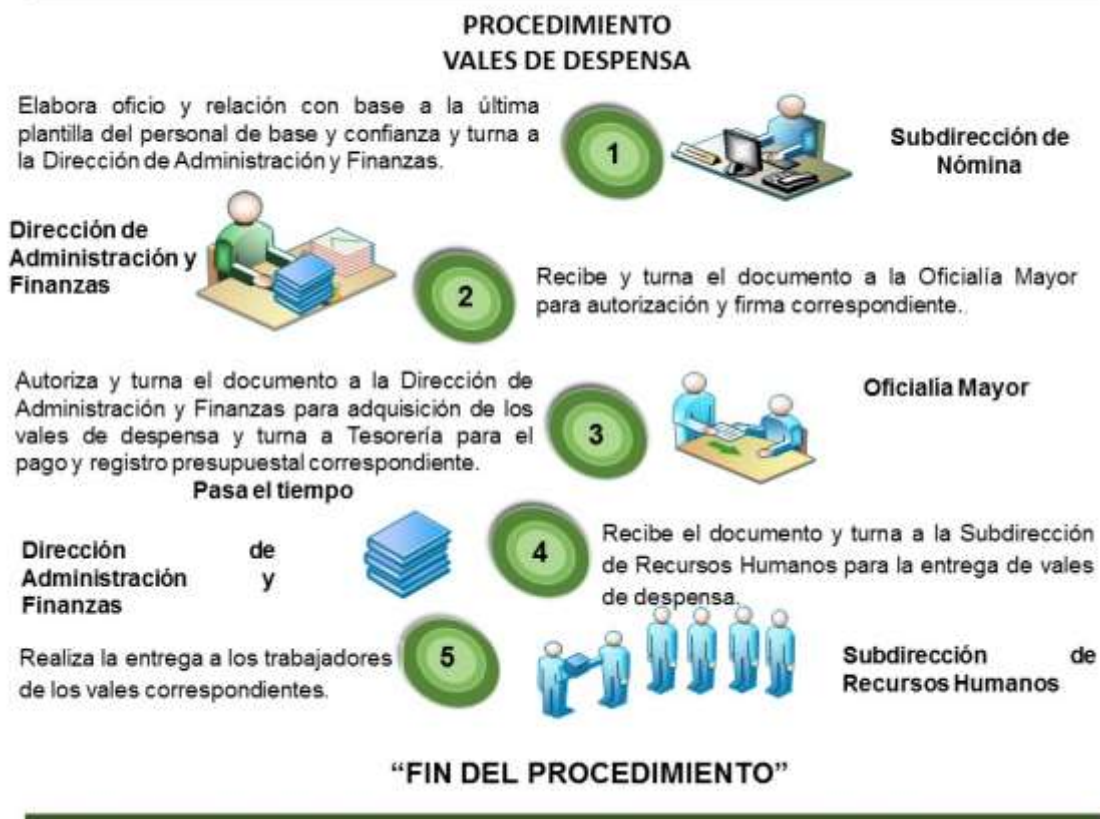 PROCEDIMIENTO
VALES DE DESPENSA
Elabora oficio y relación con base a la última
plantilla del personal de base y confianza y turna a
la Dirección de Administración y Finanzas.
1
Subdirección de
Nómina
Dirección de
Administración y
Finanzas
2
Recibe y turna el documento a la Oficialía Mayor
para autorización y firma correspondiente.
Autoriza y turna el documento a la Dirección de
Administración y Finanzas para adquisición de los
vales de despensa y turna a Tesorería para el
pago y registro presupuestal correspondiente.
Pasa el tiempo
3
Oficialía Mayor
Dirección de
Administración y
Finanzas
4
Recibe el documento y turna a la Subdirección
de Recursos Humanos para la entrega de vales
de despensa.
Realiza la entrega a los trabajadores
de los vales correspondientes.
5
Subdirección de
Recursos Humanos
“FIN DEL PROCEDIMIENTO”